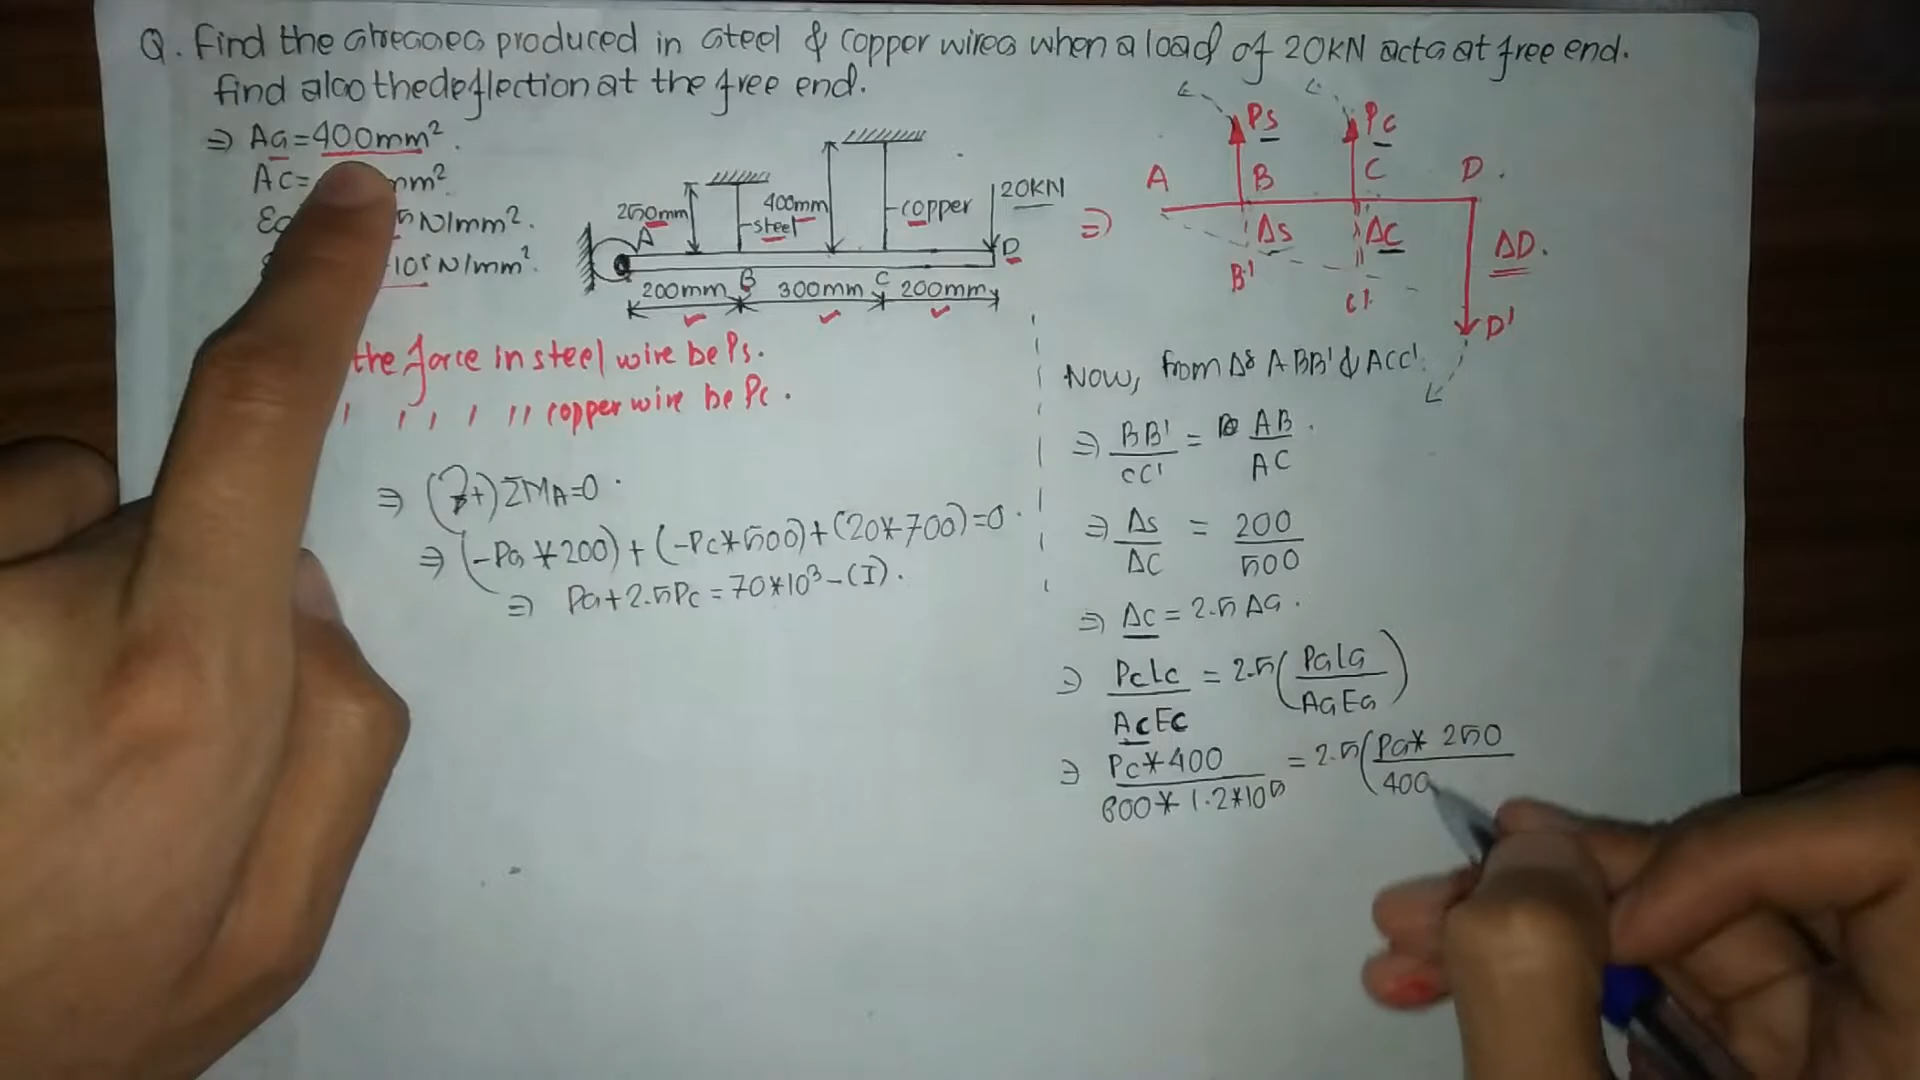 Q. Find the stresses produced in steel & copper wires when a load of 20KN acts at free end.
find also the deflection at the free end.
⇒ As=400mm².
Ac= mm²
Es N/mm².
10⁵ N/mm².
250mm
steel
400mm
copper
20KN
A
B
C
D
200mm
300mm
200mm
⇒
Ps
Pc
A
B
C
D.
Δs
ΔC
ΔD.
B'
C'
D'
the force in steel wire be Ps.
' ' ' ' '' copper wire be Pc.
⇒ (+) ΣMA=0.
⇒ (-Ps*200) + (-Pc*500) + (20*700)=0.
⇒ Ps+2.5Pc = 70*10³ -(I).
Now, from Δs ABB' & ACC'.
⇒ BB'/CC' = AB/AC.
⇒ Δs/ΔC = 200/500
⇒ ΔC = 2.5 Δs.
⇒ PcLc/AcEc = 2.5(PsLs/AsEs)
⇒ Pc*400/600*1.2*10⁵ = 2.5(Ps*250/400